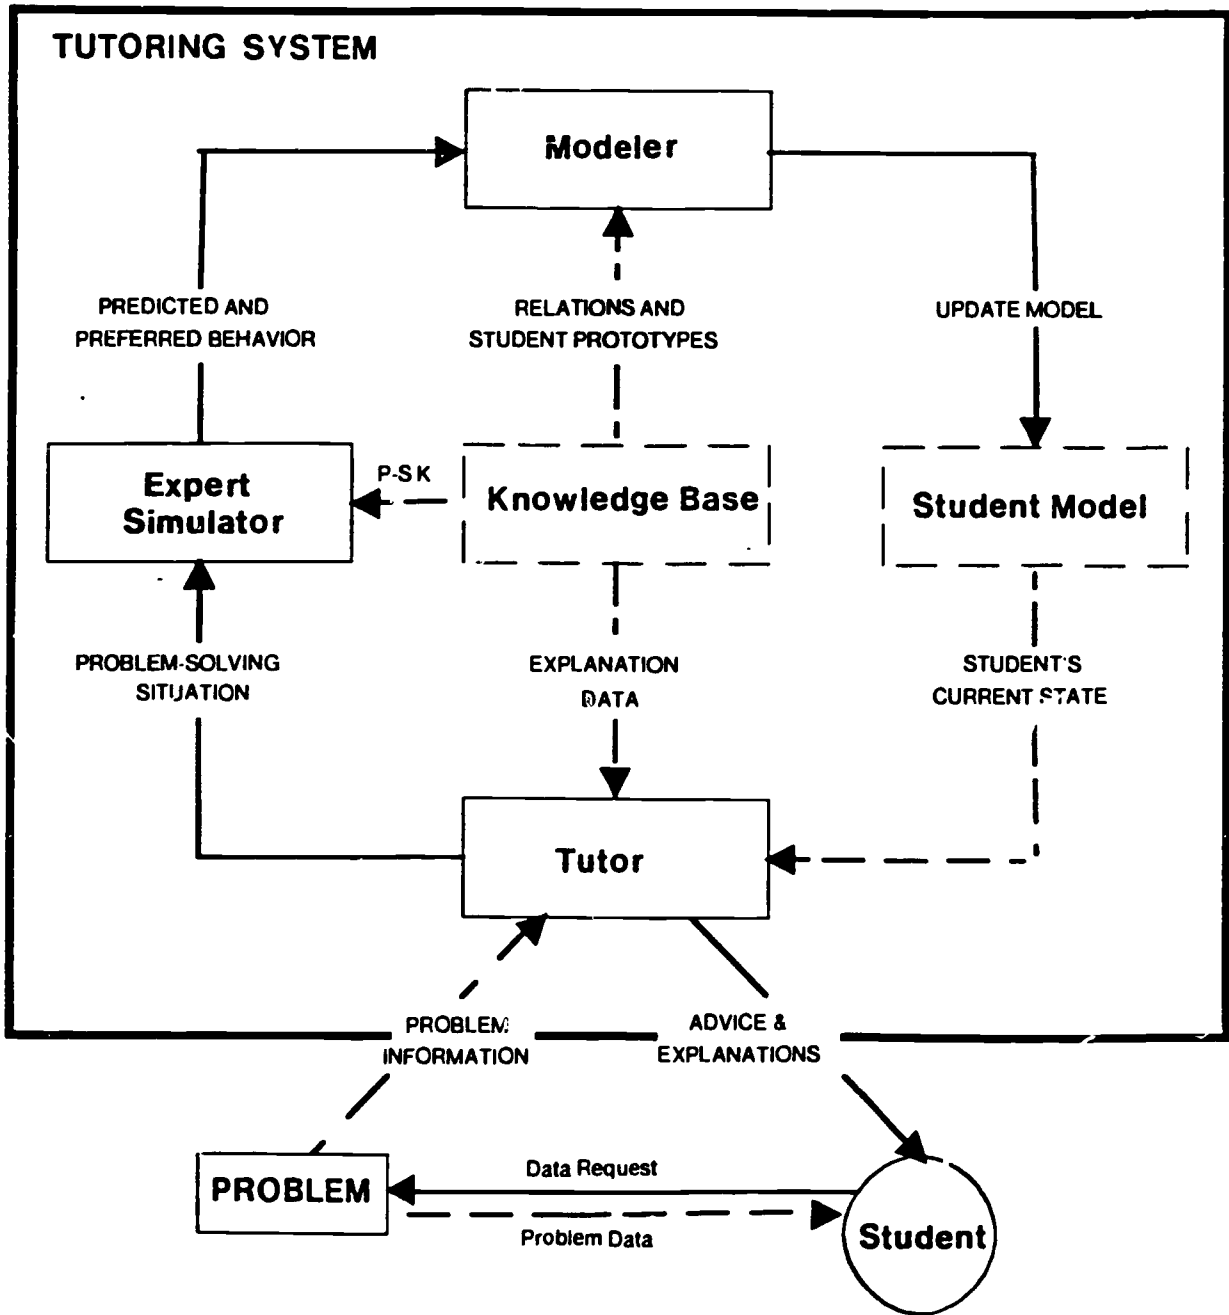 TUTORING SYSTEM
Modeler
PREDICTED AND
PREFERRED BEHAVIOR
RELATIONS AND
STUDENT PROTOTYPES
UPDATE MODEL
Expert
Simulator
P-SK
Knowledge Base
Student Model
PROBLEM-SOLVING
SITUATION
EXPLANATION
DATA
STUDENT'S
CURRENT STATE
Tutor
PROBLEM
INFORMATION
ADVICE &
EXPLANATIONS
PROBLEM
Data Request
Problem Data
Student